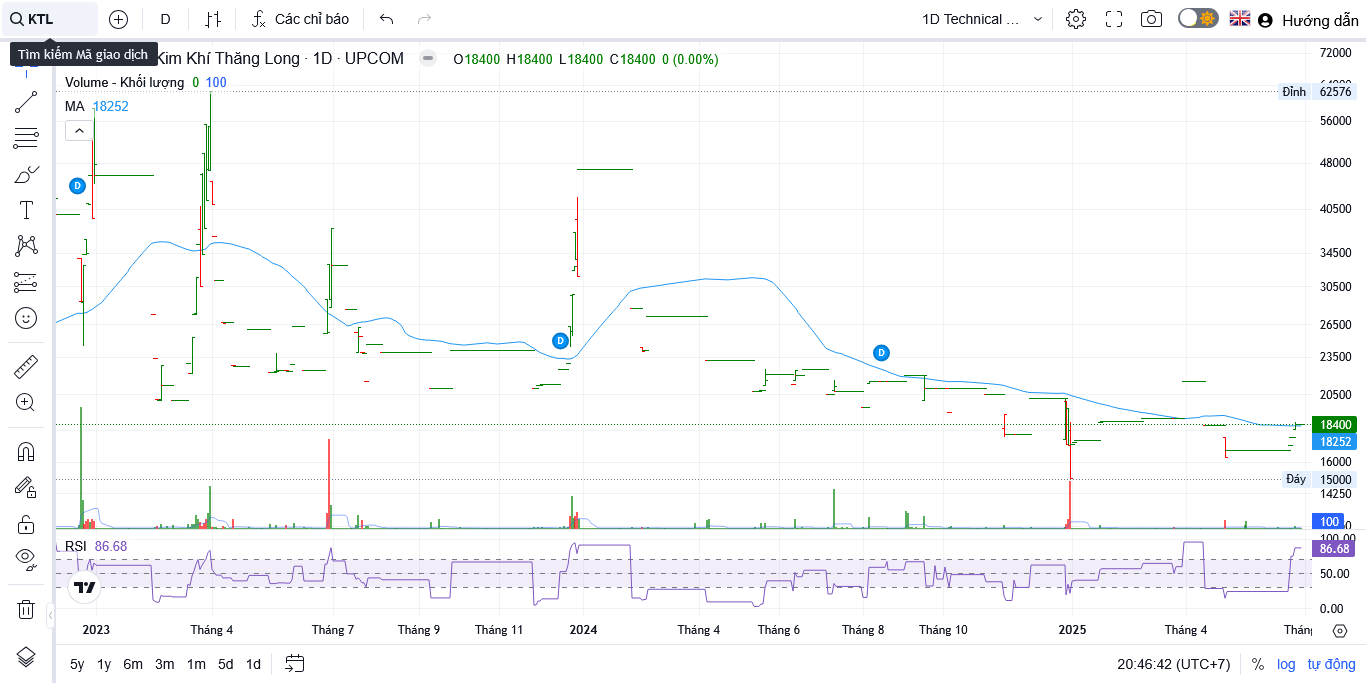 KTL
D
Các chỉ báo
1D Technical ...
Hướng dẫn
Tìm kiếm Mã giao dịch
Kim Khí Thăng Long · 1D · UPCOM
O18400 H18400 L18400 C18400 0 (0.00%)
Volume - Khối lượng 0 100
MA 18252
72000
Đỉnh 62576
56000
48000
40500
34500
30500
26500
23500
20500
18400
18252
16000
Đáy 15000
14250
100
D
D
D
RSI 86.68
100.00
86.68
50.00
0.00
2023 Tháng 4 Tháng 7 Tháng 9 Tháng 11 2024 Tháng 4 Tháng 6 Tháng 8 Tháng 10 2025 Tháng 4 Thán
5y 1y 6m 3m 1m 5d 1d
20:46:42 (UTC+7) % log tự động